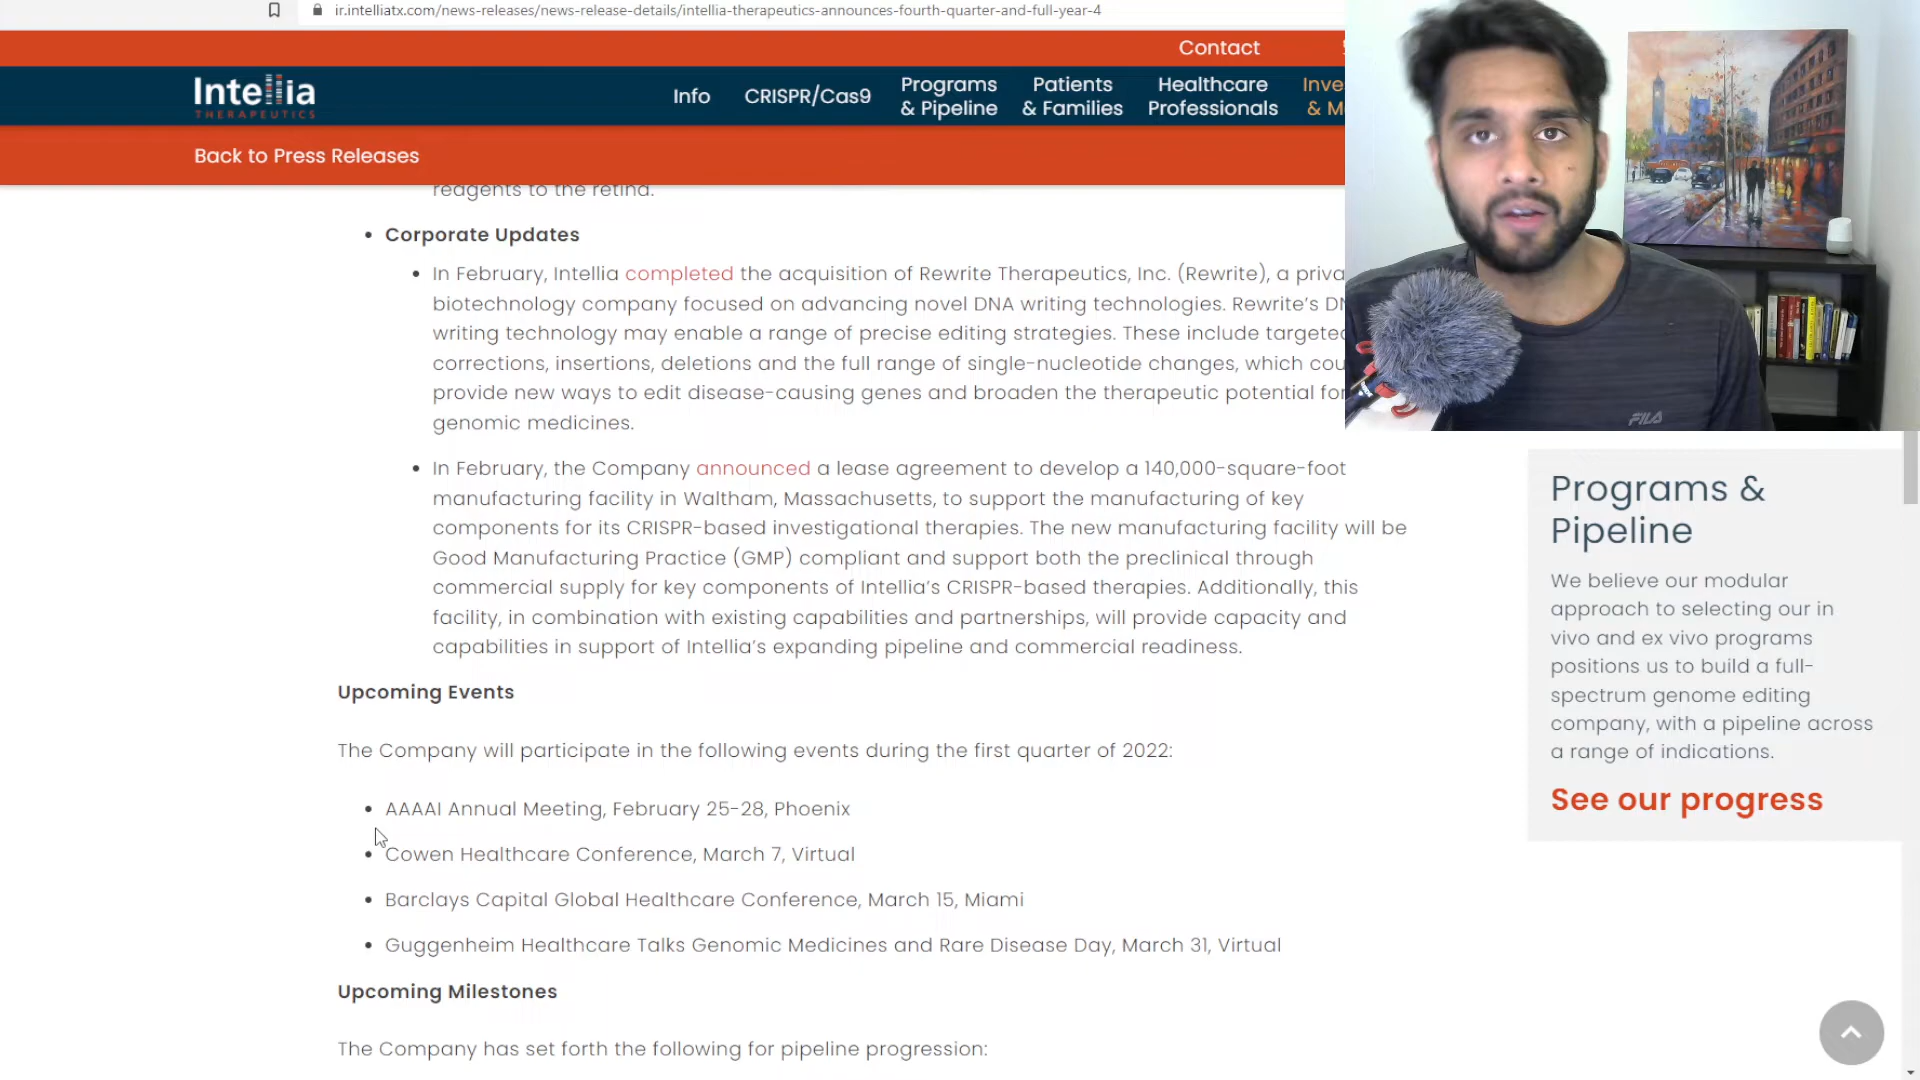 ir.intelliatx.com/news-releases/news-release-details/intellia-therapeutics-announces-fourth-quarter-and-full-year-4
Contact
Intellia
THERAPEUTICS
Info
CRISPR/Cas9
Programs
& Pipeline
Patients
& Families
Healthcare
Professionals
Back to Press Releases
reagents to the retina.
Corporate Updates
In February, Intellia completed the acquisition of Rewrite Therapeutics, Inc. (Rewrite), a
biotechnology company focused on advancing novel DNA writing technologies. Rewrite's
writing technology may enable a range of precise editing strategies. These include targeted
corrections, insertions, deletions and the full range of single-nucleotide changes, which
provide new ways to edit disease-causing genes and broaden the therapeutic potential for
genomic medicines.
In February, the Company announced a lease agreement to develop a 140,000-square-foot
manufacturing facility in Waltham, Massachusetts, to support the manufacturing of key
components for its CRISPR-based investigational therapies. The new manufacturing facility will be
Good Manufacturing Practice (GMP) compliant and support both the preclinical through
commercial supply for key components of Intellia's CRISPR-based therapies. Additionally, this
facility, in combination with existing capabilities and partnerships, will provide capacity and
capabilities in support of Intellia's expanding pipeline and commercial readiness.
Upcoming Events
The Company will participate in the following events during the first quarter of 2022:
AAAAI Annual Meeting, February 25-28, Phoenix
Cowen Healthcare Conference, March 7, Virtual
Barclays Capital Global Healthcare Conference, March 15, Miami
Guggenheim Healthcare Talks Genomic Medicines and Rare Disease Day, March 31, Virtual
Upcoming Milestones
The Company has set forth the following for pipeline progression:
FILA
Programs &
Pipeline
We believe our modular
approach to selecting our in
vivo and ex vivo programs
positions us to build a full-
spectrum genome editing
company, with a pipeline across
a range of indications.
See our progress